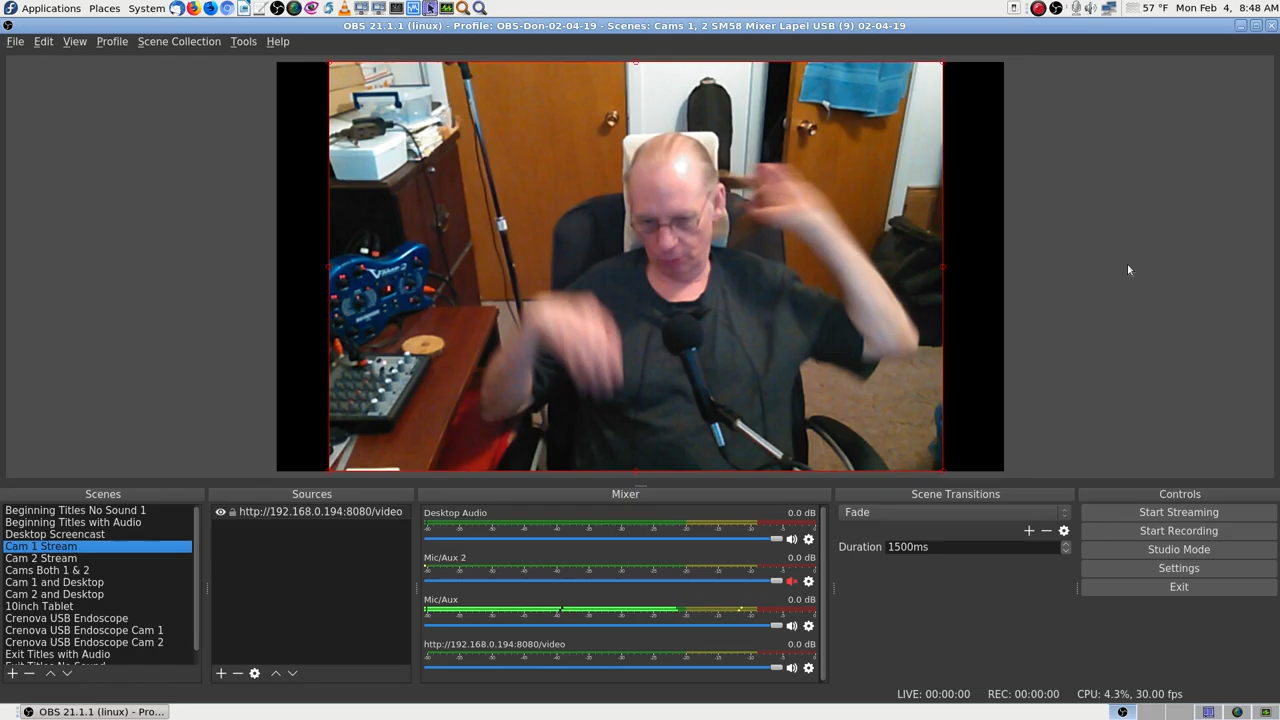 Applications Places System 57 °F Mon Feb 4, 8:48 AM
OBS 21.1.1 (linux) - Profile: OBS-Don-02-04-19 - Scenes: Cams 1, 2 SM58 Mixer Lapel USB (9) 02-04-19
File Edit View Profile Scene Collection Tools Help
Scenes
Beginning Titles No Sound 1
Beginning Titles with Audio
Desktop Screencast
Cam 1 Stream
Cam 2 Stream
Cams Both 1 & 2
Cam 1 and Desktop
Cam 2 and Desktop
10inch Tablet
Crenova USB Endoscope
Crenova USB Endoscope Cam 1
Crenova USB Endoscope Cam 2
Exit Titles with Audio
Exit Titles No Sound
Sources
http://192.168.0.194:8080/video
Mixer
Desktop Audio 0.0 dB
Mic/Aux 2 0.0 dB
Mic/Aux 0.0 dB
http://192.168.0.194:8080/video 0.0 dB
Scene Transitions
Fade
Duration 1500ms
Controls
Start Streaming
Start Recording
Studio Mode
Settings
Exit
LIVE: 00:00:00 REC: 00:00:00 CPU: 4.3%, 30.00 fps
OBS 21.1.1 (linux) - Pro...